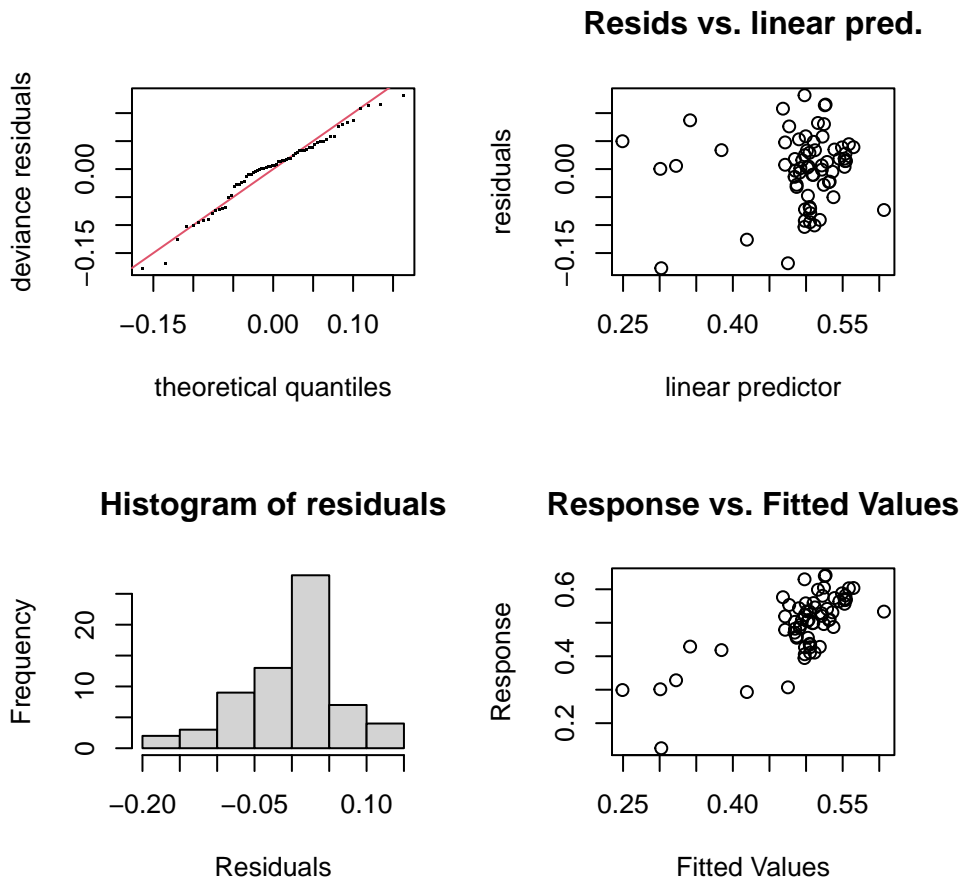 deviance residuals
−0.15
0.00
−0.15
0.00
0.10
theoretical quantiles
Resids vs. linear pred.
residuals
−0.15
0.00
0.25
0.40
0.55
linear predictor
Histogram of residuals
Frequency
0
10
20
−0.20
−0.05
0.10
Residuals
Response vs. Fitted Values
Response
0.2
0.4
0.6
0.25
0.40
0.55
Fitted Values